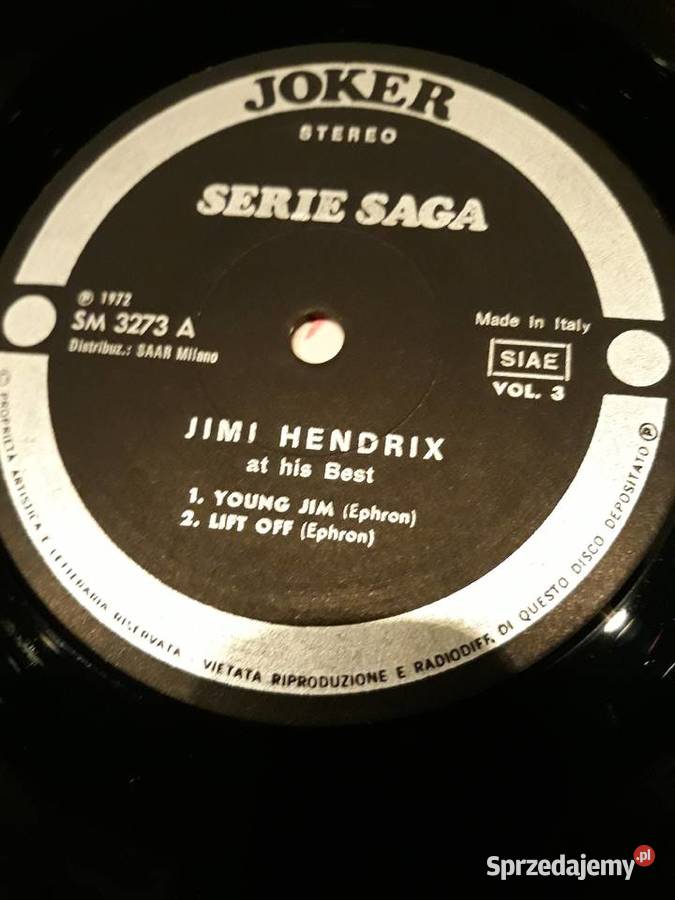 JOKER
STEREO
SERIE SAGA
℗ 1972
SM 3273 A
Distribuz.: SAAR Milano
Made in Italy
SIAE
VOL. 3
JIMI HENDRIX
at his Best
1. YOUNG JIM (Ephron)
2. LIFT OFF (Ephron)
© PROPRIETÀ ARTISTICA E LETTERARIA RISERVATA - VIETATA RIPRODUZIONE E RADIODIFF. DI QUESTO DISCO DEPOSITATO ℗
Sprzedajemy.pl